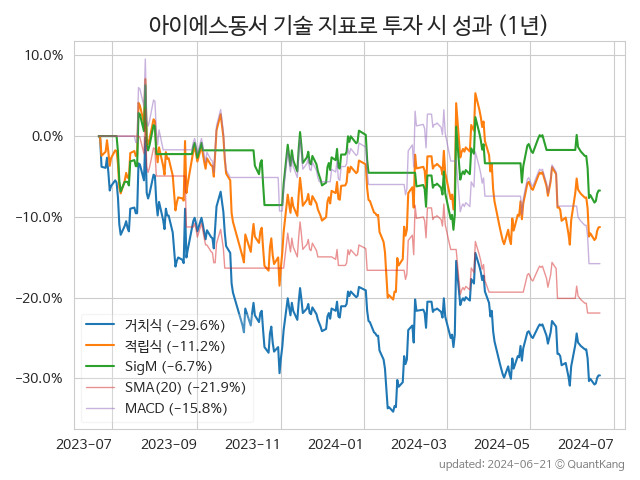 아이에스동서 기술 지표로 투자 시 성과 (1년)
10.0%
0.0%
−10.0%
−20.0%
−30.0%
거치식 (−29.6%)
적립식 (−11.2%)
SigM (−6.7%)
SMA(20) (−21.9%)
MACD (−15.8%)
2023-07 2023-09 2023-11 2024-01 2024-03 2024-05 2024-07
updated: 2024-06-21 © QuantKang